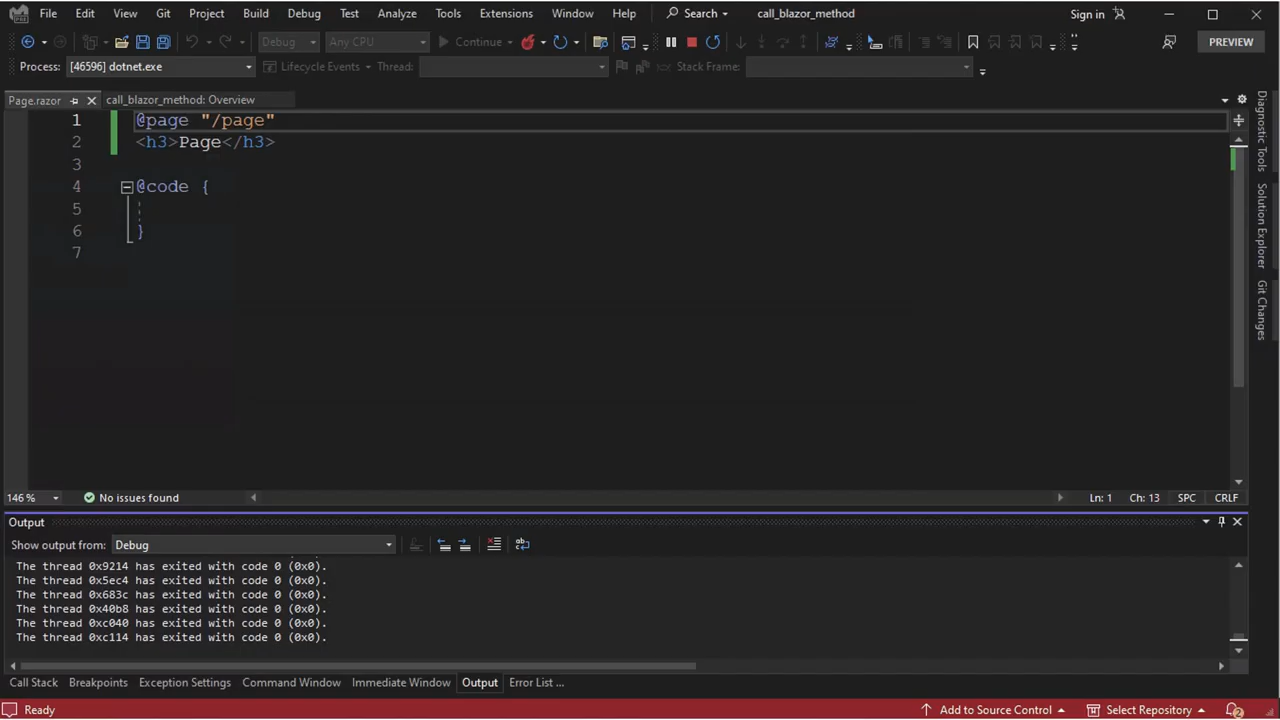 File Edit View Git Project Build Debug Test Analyze Tools Extensions Window Help Search call_blazor_method Sign in
Debug Any CPU Continue PREVIEW
Process: [46596] dotnet.exe Lifecycle Events Thread: Stack Frame:
Page.razor call_blazor_method: Overview
1 @page "/page"
2 <h3>Page</h3>
3
4 @code {
5
6 }
7
Diagnostic Tools
Solution Explorer
Git Changes
146 % No issues found Ln: 1 Ch: 13 SPC CRLF
Output
Show output from: Debug
The thread 0x9214 has exited with code 0 (0x0).
The thread 0x5ec4 has exited with code 0 (0x0).
The thread 0x683c has exited with code 0 (0x0).
The thread 0x40b8 has exited with code 0 (0x0).
The thread 0xc040 has exited with code 0 (0x0).
The thread 0xc114 has exited with code 0 (0x0).
Call Stack Breakpoints Exception Settings Command Window Immediate Window Output Error List ...
Ready Add to Source Control Select Repository 2